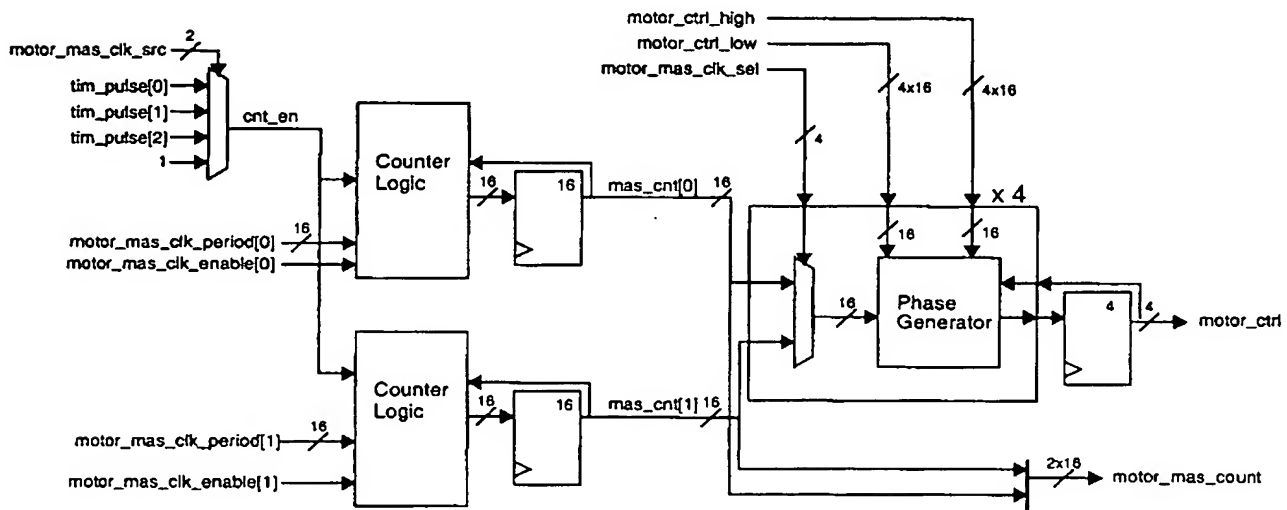 motor_ctrl_high
motor_ctrl_low
motor_mas_clk_sel
motor_mas_clk_src
2
tim_pulse[0]
tim_pulse[1]
tim_pulse[2]
1
cnt_en
4x16
4x16
4
Counter
Logic
16
16
mas_cnt[0]
16
x 4
motor_mas_clk_period[0]
16
motor_mas_clk_enable[0]
16
16
16
Phase
Generator
4
4
motor_ctrl
Counter
Logic
16
16
mas_cnt[1]
16
motor_mas_clk_period[1]
16
motor_mas_clk_enable[1]
2x16
motor_mas_count